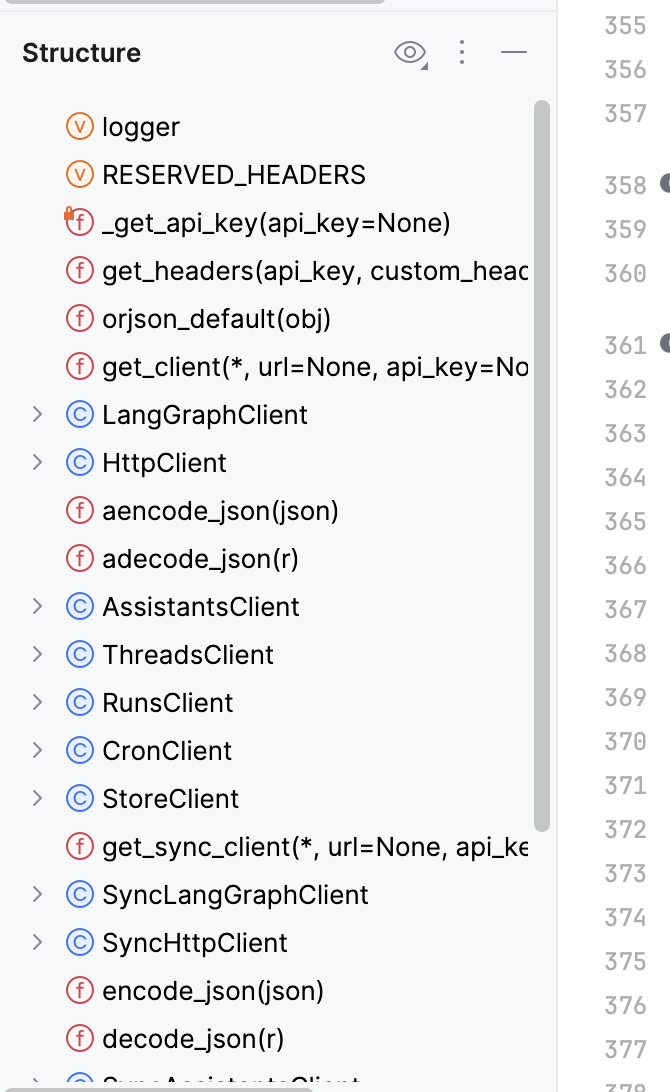 Structure
logger
RESERVED_HEADERS
_get_api_key(api_key=None)
get_headers(api_key, custom_head
orjson_default(obj)
get_client(*, url=None, api_key=No
LangGraphClient
HttpClient
aencode_json(json)
adecode_json(r)
AssistantsClient
ThreadsClient
RunsClient
CronClient
StoreClient
get_sync_client(*, url=None, api_ke
SyncLangGraphClient
SyncHttpClient
encode_json(json)
decode_json(r)
SyncAssistantsClient
355
356
357
358
359
360
361
362
363
364
365
366
367
368
369
370
371
372
373
374
375
376
377
378